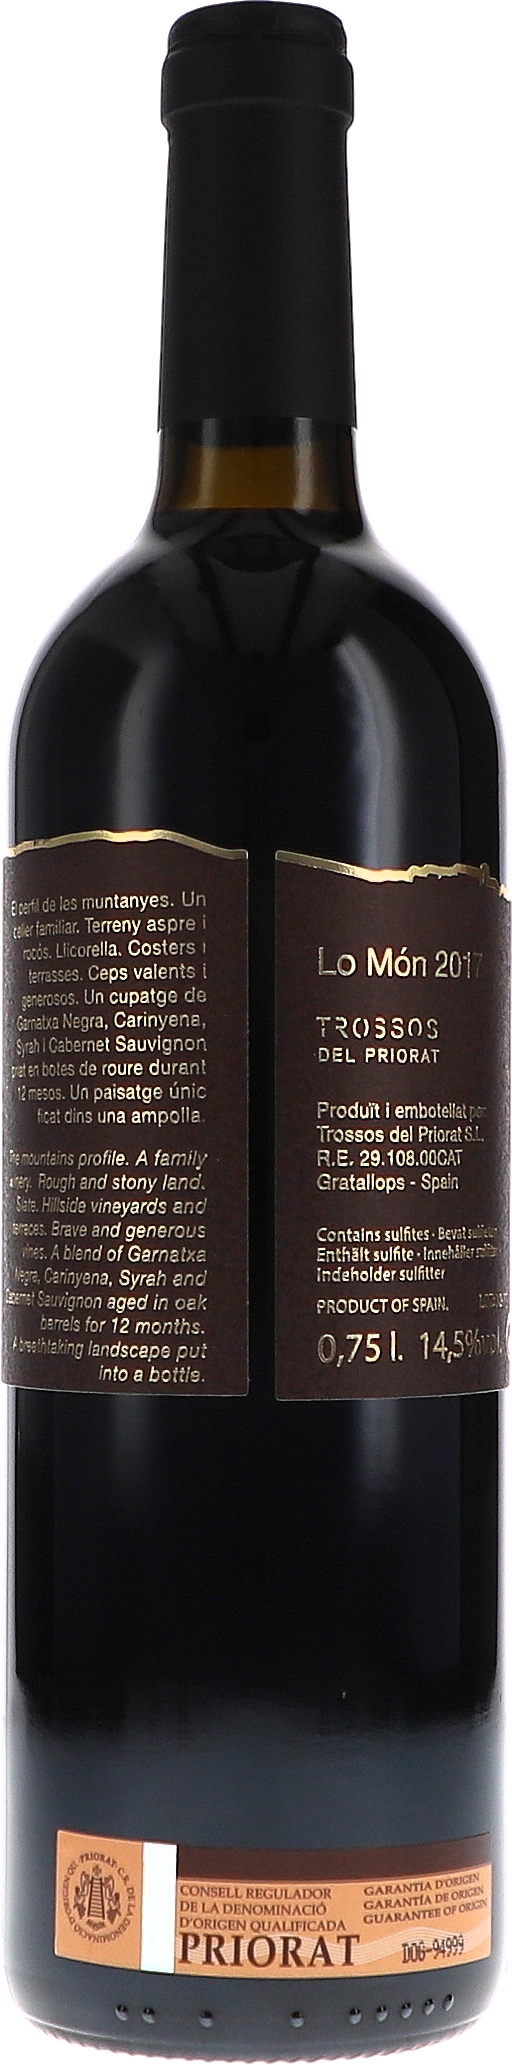 El perfil de les muntanyes. Un
celler familiar. Terreny aspre i
rocós. Llicorella. Costers i
terrasses. Ceps valents i
generosos. Un cupatge de
Garnatxa Negra, Carinyena,
Syrah i Cabernet Sauvignon
en botes de roure durant
12 mesos. Un paisatge únic
ficat dins una ampolla.
The mountains profile. A family
Rough and stony land.
Slate. Hillside vineyards and
terraces. Brave and generous
vines. A blend of Garnatxa
Negra, Carinyena, Syrah and
Cabernet Sauvignon aged in oak
barrels for 12 months.
A breathtaking landscape put
into a bottle.
Lo Món 2017
TROSSOS
DEL PRIORAT
Produït i embotellat per:
Trossos del Priorat S.L.
R.E. 29.108.00CAT
Gratallops - Spain
Contains sulfites · Bevat
Enthält sulfite · Innehåller
Indeholder sulfitter
PRODUCT OF SPAIN.
0,75 l. 14,5%vol.
CONSELL REGULADOR
DE LA DENOMINACIÓ
D'ORIGEN QUALIFICADA
PRIORAT
GARANTIA D'ORIGEN
GARANTÍA DE ORIGEN
GUARANTEE OF ORIGIN
DOG-94999